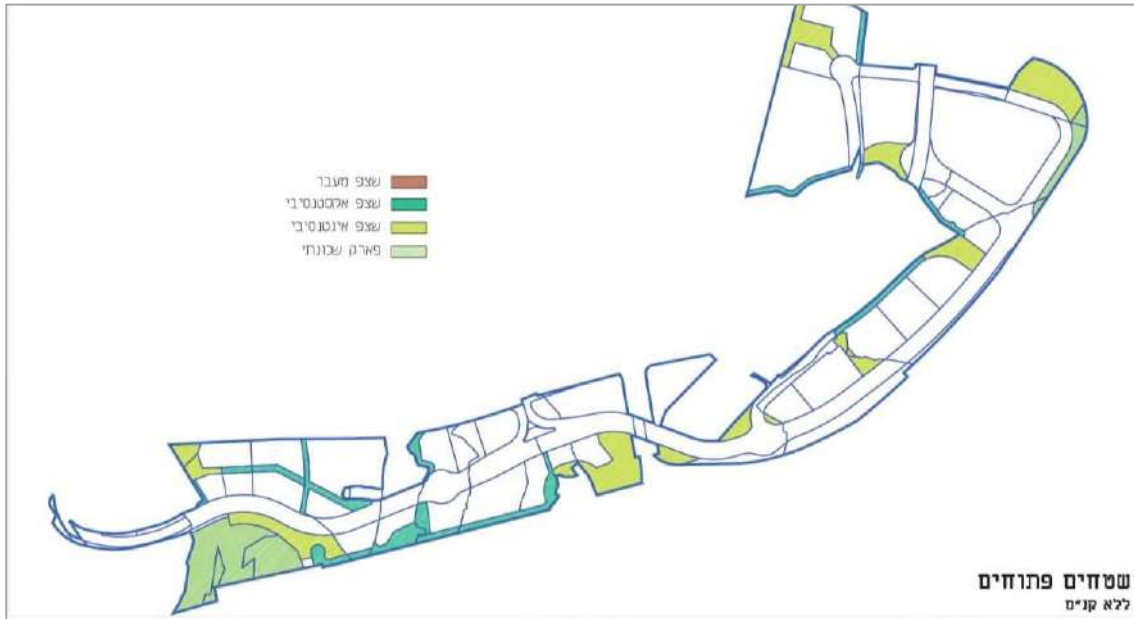 שצפ מעבר
שצפ אקסטנסיבי
שצפ אינטנסיבי
פארק שכונתי
שטחים פתוחים
ללא קנ"מ